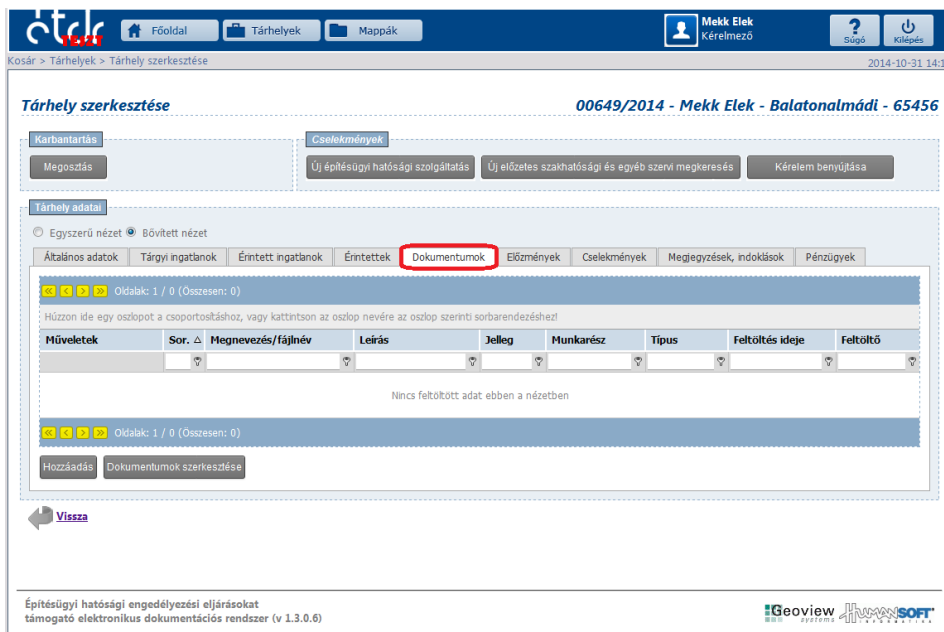 étdr
TESZT
Főoldal
Tárhelyek
Mappák
Mekk Elek
Kérelmező
?
Súgó
Kilépés
Kosár > Tárhelyek > Tárhely szerkesztése
2014-10-31 14:1
Tárhely szerkesztése
00649/2014 - Mekk Elek - Balatonalmádi - 65456
Karbantartás
Cselekmények
Megosztás
Új építésügyi hatósági szolgáltatás
Új előzetes szakhatósági és egyéb szervi megkeresés
Kérelem benyújtása
Tárhely adatai
Egyszerű nézet
Bővített nézet
Általános adatok
Tárgyi ingatlanok
Érintett ingatlanok
Érintettek
Dokumentumok
Előzmények
Cselekmények
Megjegyzések, indoklások
Pénzügyek
Oldalak: 1 / 0 (Összesen: 0)
Húzzon ide egy oszlopot a csoportosításhoz, vagy kattintson az oszlop nevére az oszlop szerinti sorbarendezéshez!
Műveletek
Sor.
Megnevezés/fájlnév
Leírás
Jelleg
Munkarész
Típus
Feltöltés ideje
Feltöltő
Nincs feltöltött adat ebben a nézetben
Oldalak: 1 / 0 (Összesen: 0)
Hozzáadás
Dokumentumok szerkesztése
Vissza
Építésügyi hatósági engedélyezési eljárásokat
támogató elektronikus dokumentációs rendszer (v 1.3.0.6)
Geoview
systems
HUMANSOFT
INFORMATIKA